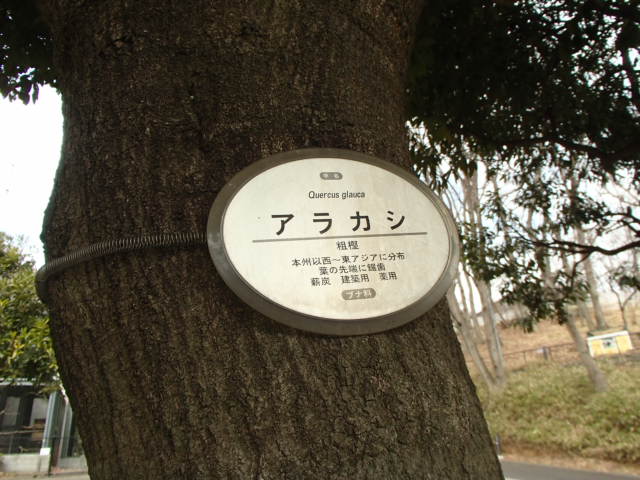 Quercus glauca
アラカシ
粗樫
本州以西～東アジアに分布
葉の先端に鋸歯
薪炭 建築用 薬用
ブナ科